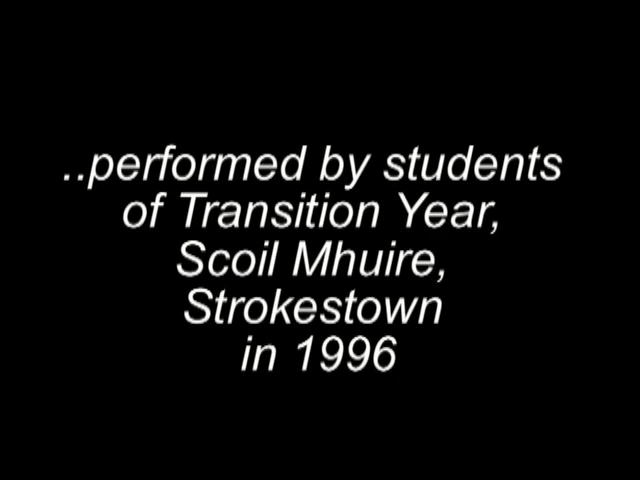 ..performed by students
of Transition Year,
Scoil Mhuire,
Strokestown
in 1996